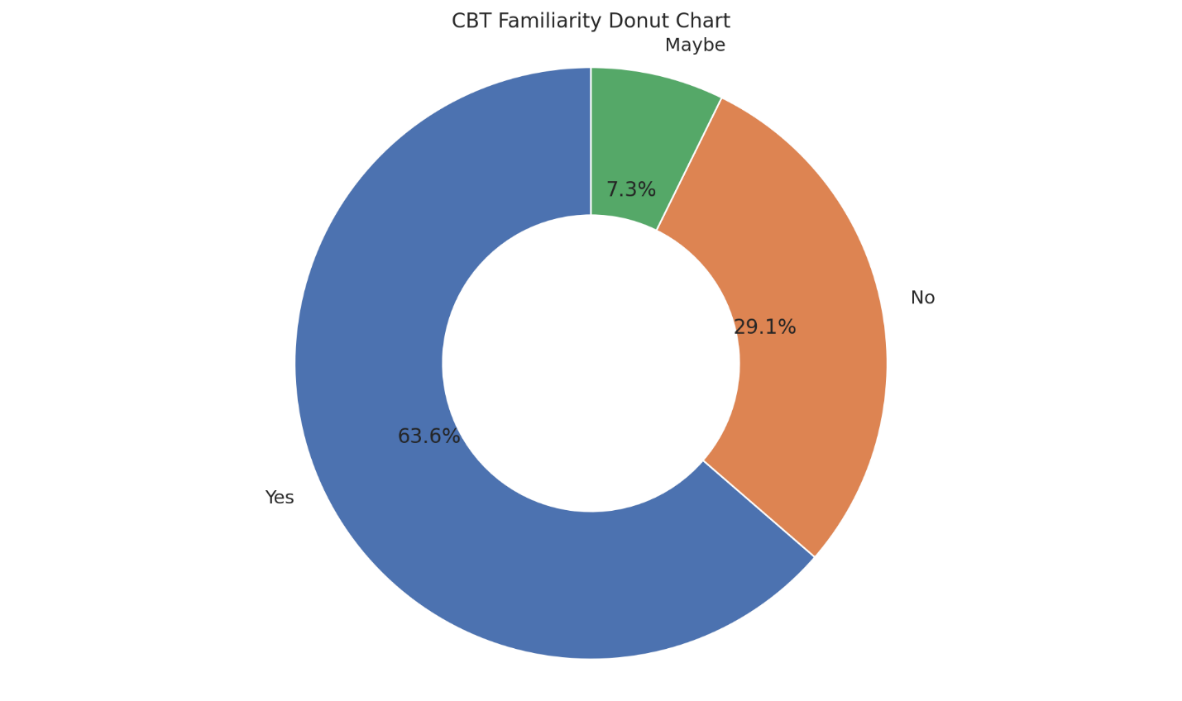 CBT Familiarity Donut Chart
Maybe
7.3%
No
29.1%
63.6%
Yes